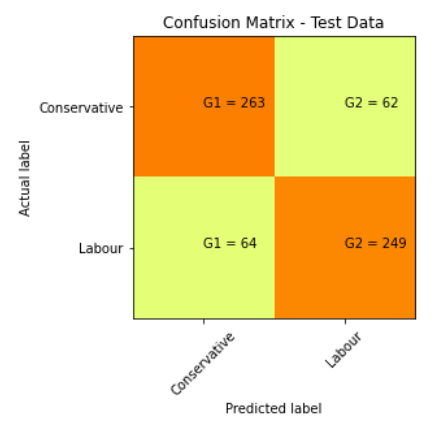 Confusion Matrix - Test Data
Actual label
Conservative
G1 = 263
G2 = 62
Labour
G1 = 64
G2 = 249
Conservative
Labour
Predicted label